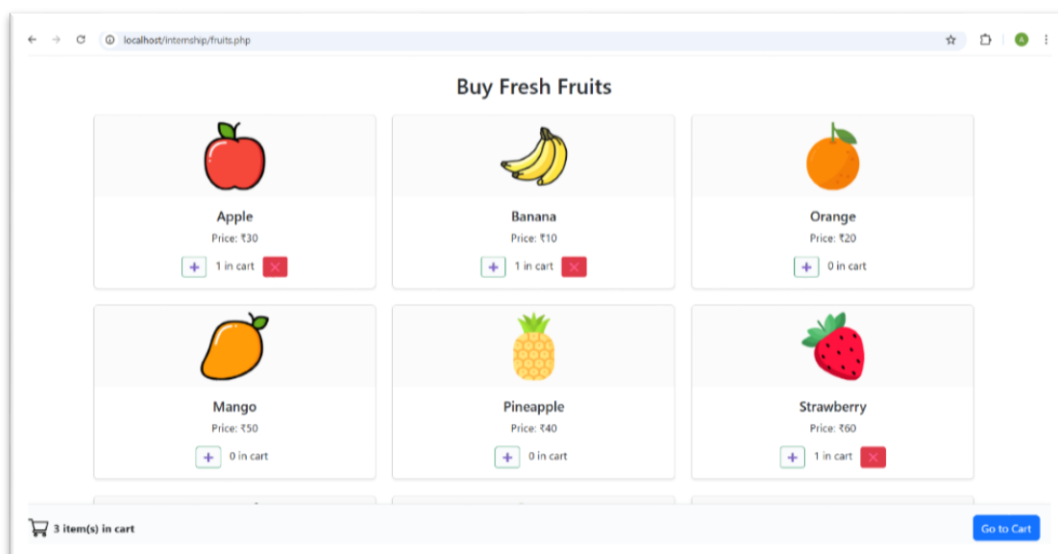 localhost/internship/fruits.php
A
Buy Fresh Fruits
Apple
Price: ₹30
1 in cart
Banana
Price: ₹10
1 in cart
Orange
Price: ₹20
0 in cart
Mango
Price: ₹50
0 in cart
Pineapple
Price: ₹40
0 in cart
Strawberry
Price: ₹60
1 in cart
3 item(s) in cart
Go to Cart